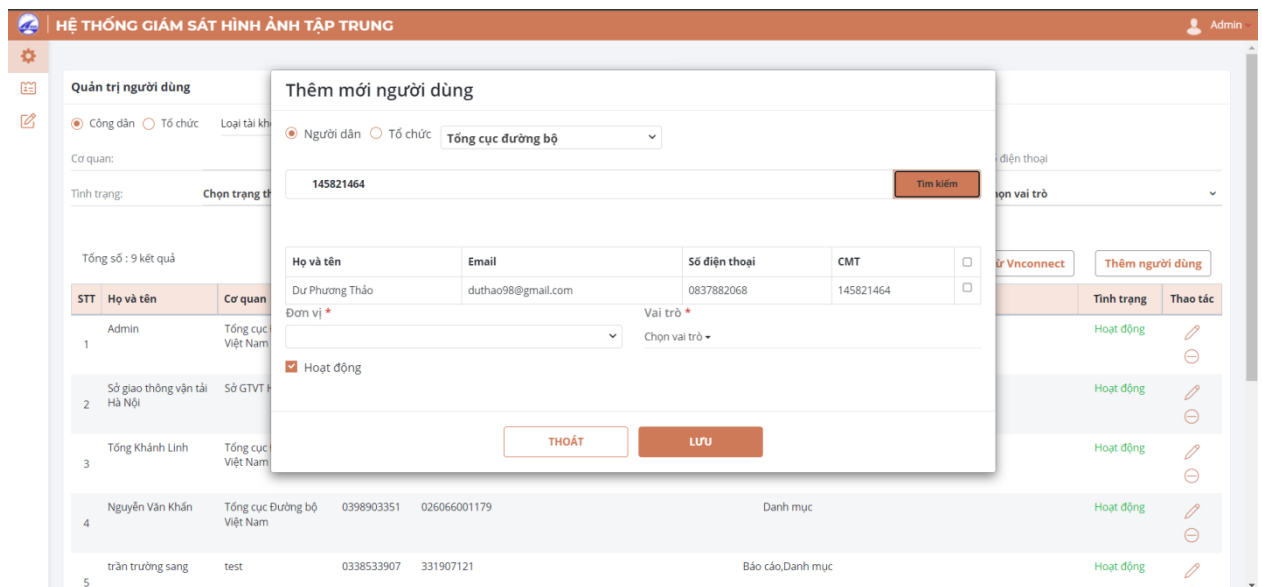 HỆ THỐNG GIÁM SÁT HÌNH ẢNH TẬP TRUNG
Admin
Quản trị người dùng
Công dân Tổ chức Loại tài kh
Cơ quan:
điện thoại
Tình trạng: Chọn trạng th
ọn vai trò
Thêm mới người dùng
Người dân Tổ chức Tổng cục đường bộ
145821464 Tìm kiếm
Họ và tên Email Số điện thoại CMT
Dư Phương Thảo duthao98@gmail.com 0837882068 145821464
Đơn vị * Vai trò *
Chọn vai trò
Hoạt động
THOÁT LƯU
Tổng số : 9 kết quả
ừ Vnconnect Thêm người dùng
STT Họ và tên Cơ quan Tình trạng Thao tác
1 Admin Tổng cục Hoạt động
Việt Nam
2 Sở giao thông vận tải Sở GTVT H Hoạt động
Hà Nội
3 Tống Khánh Linh Tổng cục Hoạt động
Việt Nam
4 Nguyễn Văn Khấn Tổng cục Đường bộ 0398903351 026066001179 Danh mục Hoạt động
Việt Nam
5 trần trường sang test 0338533907 331907121 Báo cáo,Danh mục Hoạt động